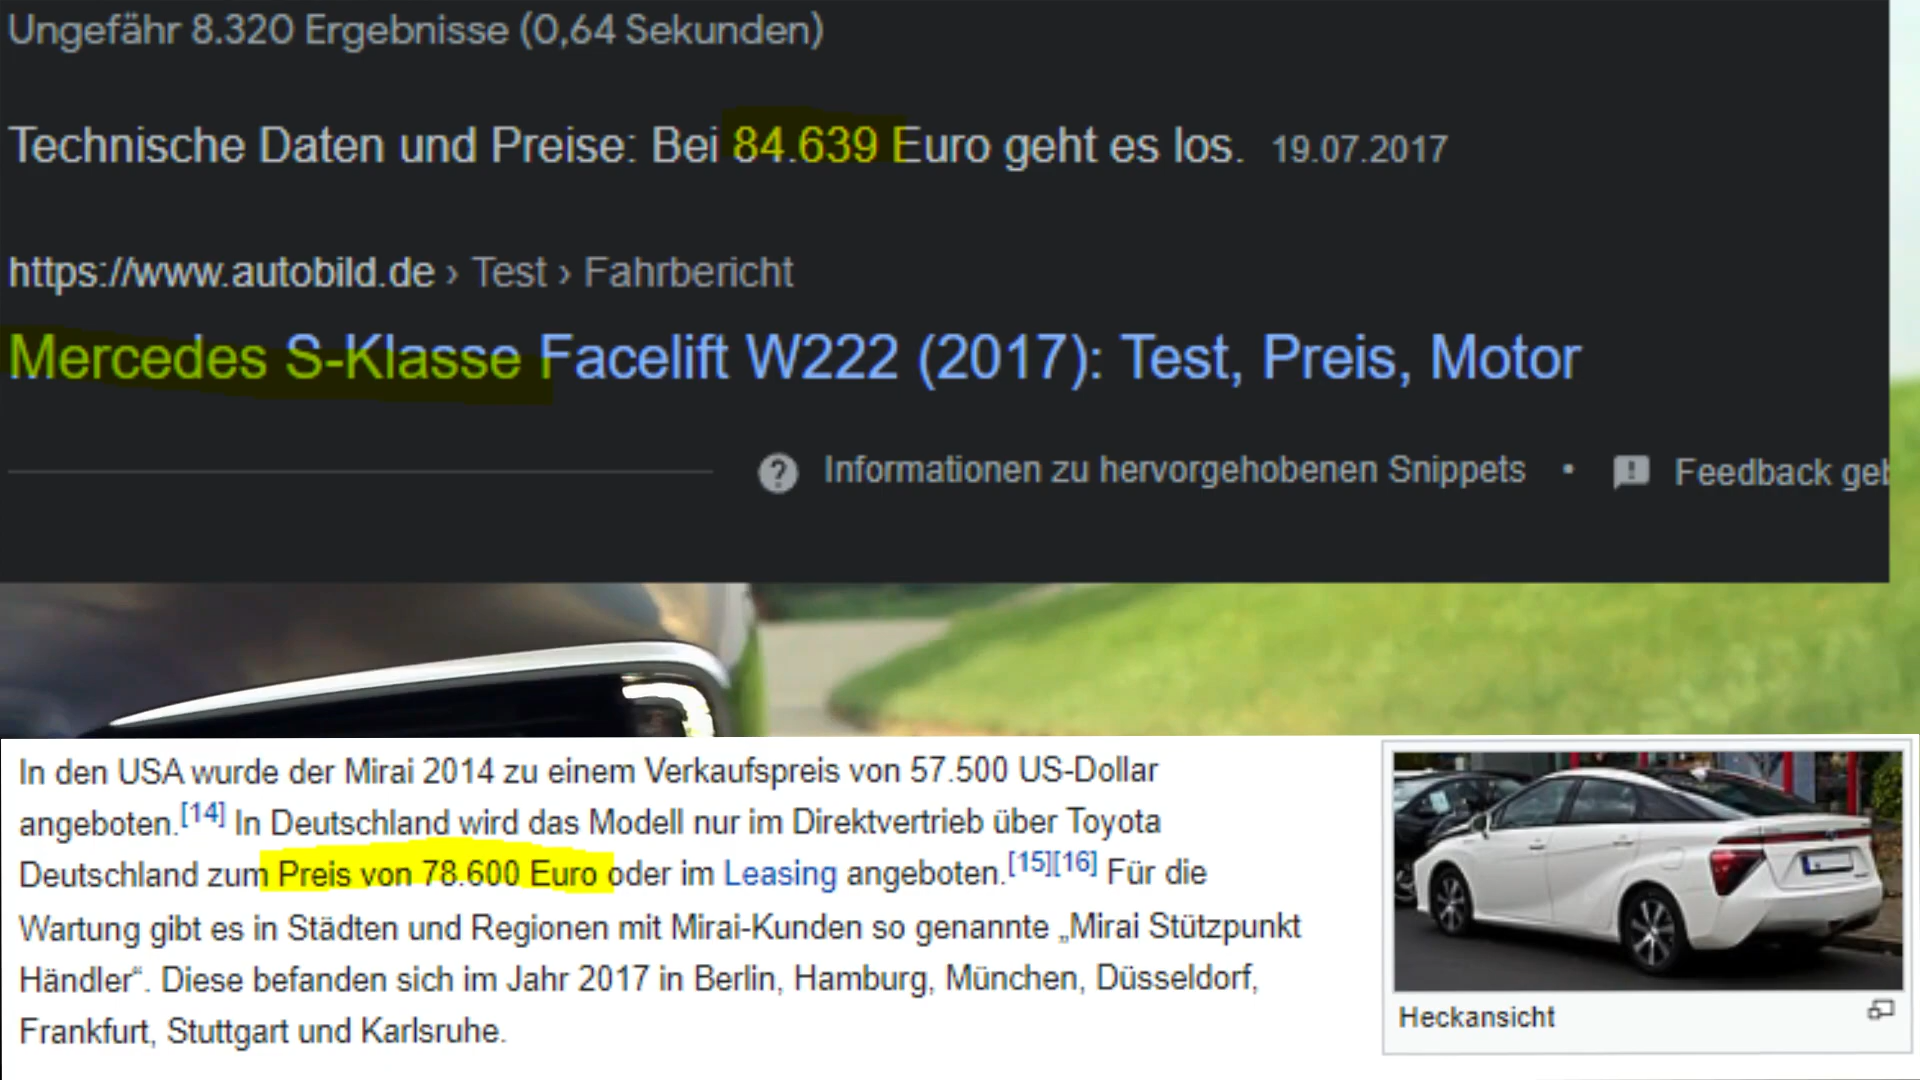 Ungefähr 8.320 Ergebnisse (0,64 Sekunden)
Technische Daten und Preise: Bei 84.639 Euro geht es los. 19.07.2017
https://www.autobild.de › Test › Fahrbericht
Mercedes S-Klasse Facelift W222 (2017): Test, Preis, Motor
Informationen zu hervorgehobenen Snippets • Feedback geb
In den USA wurde der Mirai 2014 zu einem Verkaufspreis von 57.500 US-Dollar
angeboten.[14] In Deutschland wird das Modell nur im Direktvertrieb über Toyota
Deutschland zum Preis von 78.600 Euro oder im Leasing angeboten.[15][16] Für die
Wartung gibt es in Städten und Regionen mit Mirai-Kunden so genannte „Mirai Stützpunkt
Händler“. Diese befanden sich im Jahr 2017 in Berlin, Hamburg, München, Düsseldorf,
Frankfurt, Stuttgart und Karlsruhe.
Heckansicht